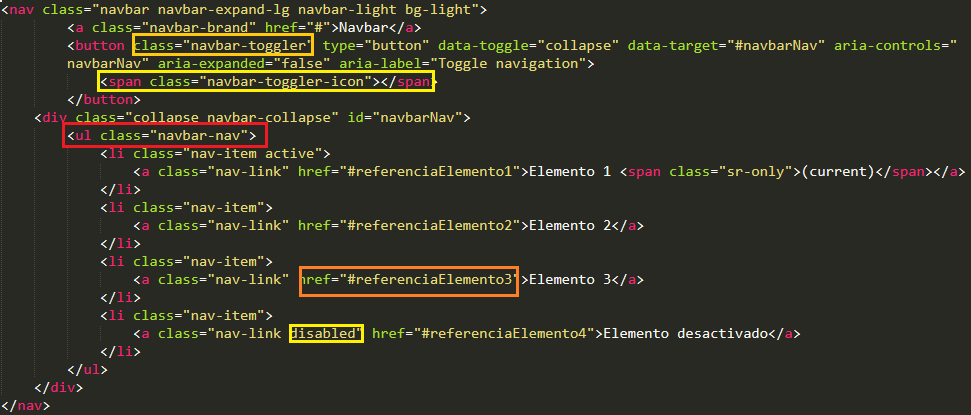 <nav class="navbar navbar-expand-lg navbar-light bg-light">
<a class="navbar-brand" href="#">Navbar</a>
<button class="navbar-toggler" type="button" data-toggle="collapse" data-target="#navbarNav" aria-controls="
navbarNav" aria-expanded="false" aria-label="Toggle navigation">
<span class="navbar-toggler-icon"></span>
</button>
<div class="collapse navbar-collapse" id="navbarNav">
<ul class="navbar-nav">
<li class="nav-item active">
<a class="nav-link" href="#referenciaElemento1">Elemento 1 <span class="sr-only">(current)</span></a>
</li>
<li class="nav-item">
<a class="nav-link" href="#referenciaElemento2">Elemento 2</a>
</li>
<li class="nav-item">
<a class="nav-link" href="#referenciaElemento3">Elemento 3</a>
</li>
<li class="nav-item">
<a class="nav-link disabled" href="#referenciaElemento4">Elemento desactivado</a>
</li>
</ul>
</div>
</nav>